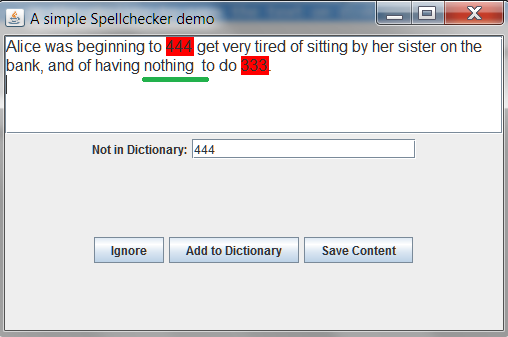 A simple Spellchecker demo
Alice was beginning to 444 get very tired of sitting by her sister on the
bank, and of having nothing  to do 333.
Not in Dictionary: 444
Ignore Add to Dictionary Save Content